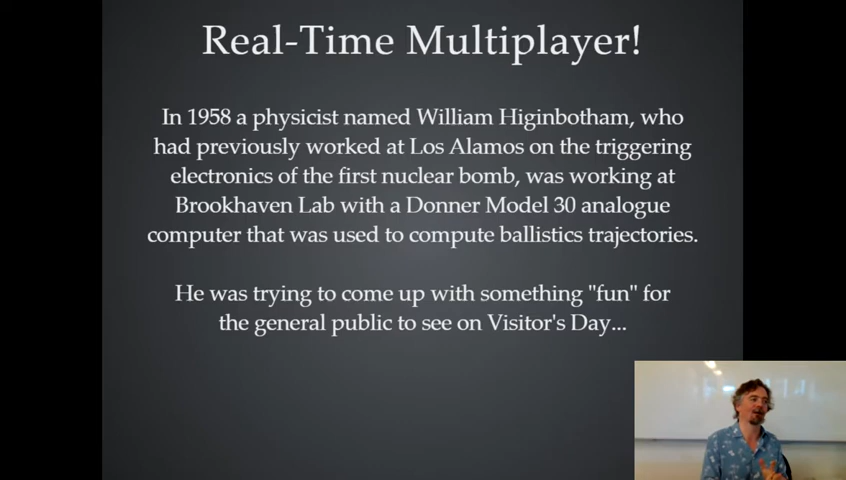 Real-Time Multiplayer!
In 1958 a physicist named William Higinbotham, who
had previously worked at Los Alamos on the triggering
electronics of the first nuclear bomb, was working at
Brookhaven Lab with a Donner Model 30 analogue
computer that was used to compute ballistics trajectories.
He was trying to come up with something "fun" for
the general public to see on Visitor's Day...